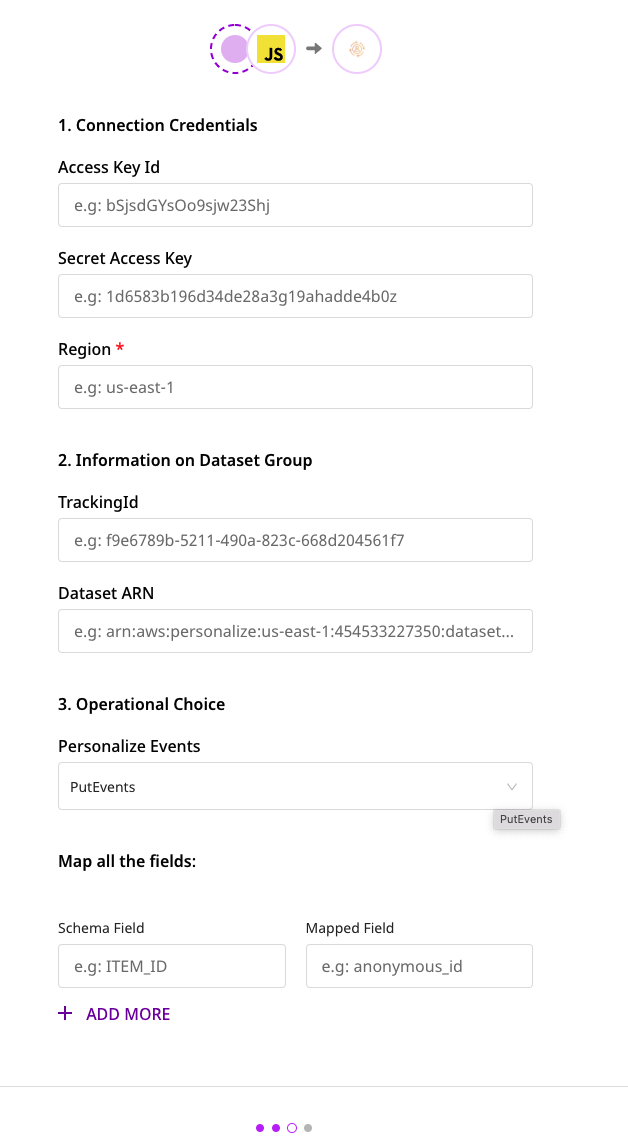 JS
1. Connection Credentials
Access Key Id
e.g: bSjsdGYsOo9sjw23Shj
Secret Access Key
e.g: 1d6583b196d34de28a3g19ahadde4b0z
Region *
e.g: us-east-1
2. Information on Dataset Group
TrackingId
e.g: f9e6789b-5211-490a-823c-668d204561f7
Dataset ARN
e.g: arn:aws:personalize:us-east-1:454533227350:dataset...
3. Operational Choice
Personalize Events
PutEvents
PutEvents
Map all the fields:
Schema Field Mapped Field
e.g: ITEM_ID e.g: anonymous_id
+ ADD MORE